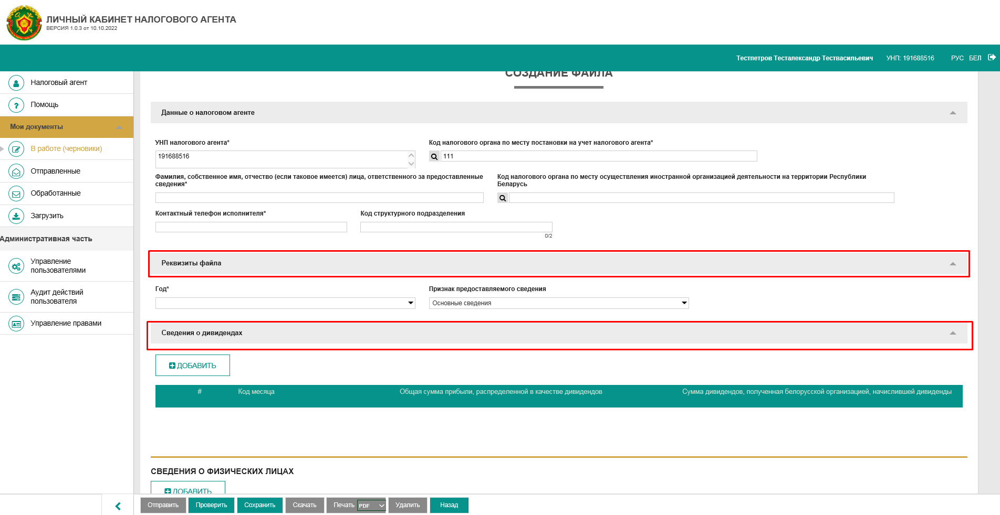 ЛИЧНЫЙ КАБИНЕТ НАЛОГОВОГО АГЕНТА
ВЕРСИЯ 1.0.3 от 10.10.2022
Тестпетров Тесталександр Тествасильевич УНП: 191688516 РУС БЕЛ
Налоговый агент
Помощь
Мои документы
В работе (черновики)
Отправленные
Обработанные
Загрузить
Административная часть
Управление
пользователями
Аудит действий
пользователя
Управление правами
СОЗДАНИЕ ФАЙЛА
Данные о налоговом агенте
УНП налогового агента* Код налогового органа по месту постановки на учет налогового агента*
191688516 111
Фамилия, собственное имя, отчество (если таковое имеется) лица, ответственного за предоставленные
сведения*
Код налогового органа по месту осуществления иностранной организацией деятельности на территории Республики
Беларусь
Контактный телефон исполнителя* Код структурного подразделения
0/2
Реквизиты файла
Год* Признак предоставляемого сведения
Основные сведения
Сведения о дивидендах
ДОБАВИТЬ
# Код месяца Общая сумма прибыли, распределенной в качестве дивидендов Сумма дивидендов, полученная белорусской организацией, начислившей дивиденды
СВЕДЕНИЯ О ФИЗИЧЕСКИХ ЛИЦАХ
ДОБАВИТЬ
Отправить Проверить Сохранить Скачать Печать PDF Удалить Назад